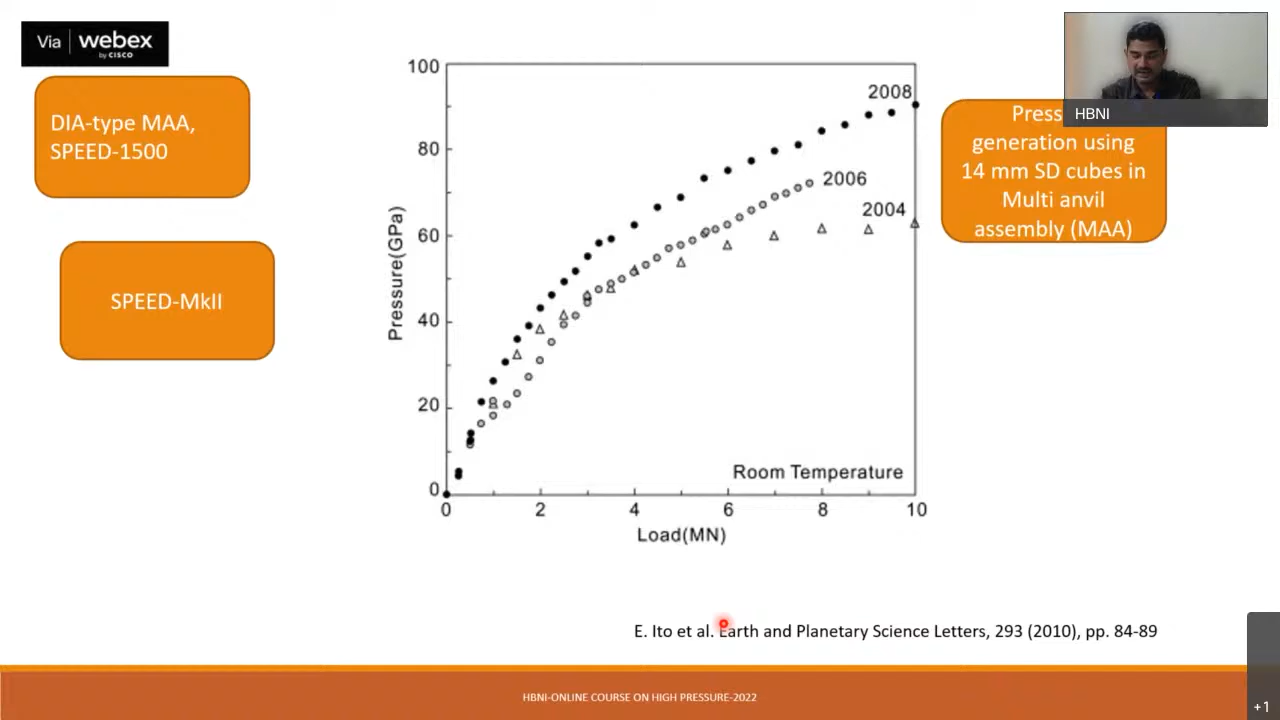 Via webex
by CISCO
DIA-type MAA,
SPEED-1500
SPEED-MkII
100
80
60
40
20
0
Pressure(GPa)
2008
2006
2004
Room Temperature
0 2 4 6 8 10
Load(MN)
HBNI
generation using
14 mm SD cubes in
Multi anvil
assembly (MAA)
E. Ito et al. Earth and Planetary Science Letters, 293 (2010), pp. 84-89
HBNI-ONLINE COURSE ON HIGH PRESSURE-2022
+1